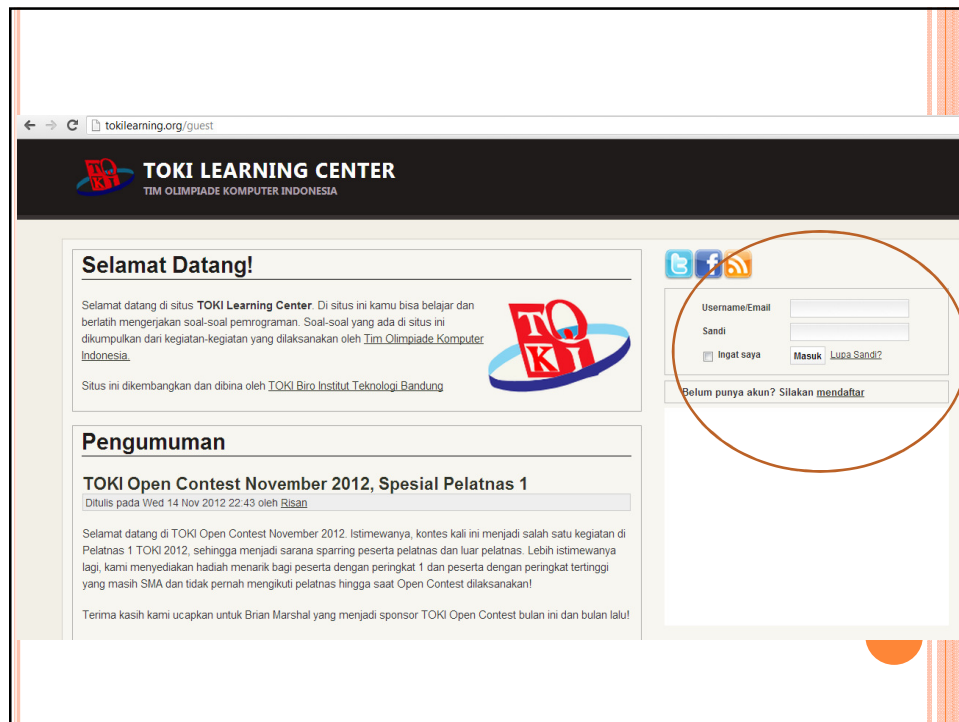 tokilearning.org/guest
TOKI LEARNING CENTER
TIM OLIMPIADE KOMPUTER INDONESIA
Selamat Datang!
Selamat datang di situs TOKI Learning Center. Di situs ini kamu bisa belajar dan
berlatih mengerjakan soal-soal pemrograman. Soal-soal yang ada di situs ini
dikumpulkan dari kegiatan-kegiatan yang dilaksanakan oleh Tim Olimpiade Komputer
Indonesia.
Situs ini dikembangkan dan dibina oleh TOKI Biro Institut Teknologi Bandung
TO
KI
Pengumuman
TOKI Open Contest November 2012, Spesial Pelatnas 1
Ditulis pada Wed 14 Nov 2012 22:43 oleh Risan
Selamat datang di TOKI Open Contest November 2012. Istimewanya, kontes kali ini menjadi salah satu kegiatan di
Pelatnas 1 TOKI 2012, sehingga menjadi sarana sparring peserta pelatnas dan luar pelatnas. Lebih istimewanya
lagi, kami menyediakan hadiah menarik bagi peserta dengan peringkat 1 dan peserta dengan peringkat tertinggi
yang masih SMA dan tidak pernah mengikuti pelatnas hingga saat Open Contest dilaksanakan!
Terima kasih kami ucapkan untuk Brian Marshal yang menjadi sponsor TOKI Open Contest bulan ini dan bulan lalu!
Username/Email
Sandi
Ingat saya Masuk Lupa Sandi?
Belum punya akun? Silakan mendaftar